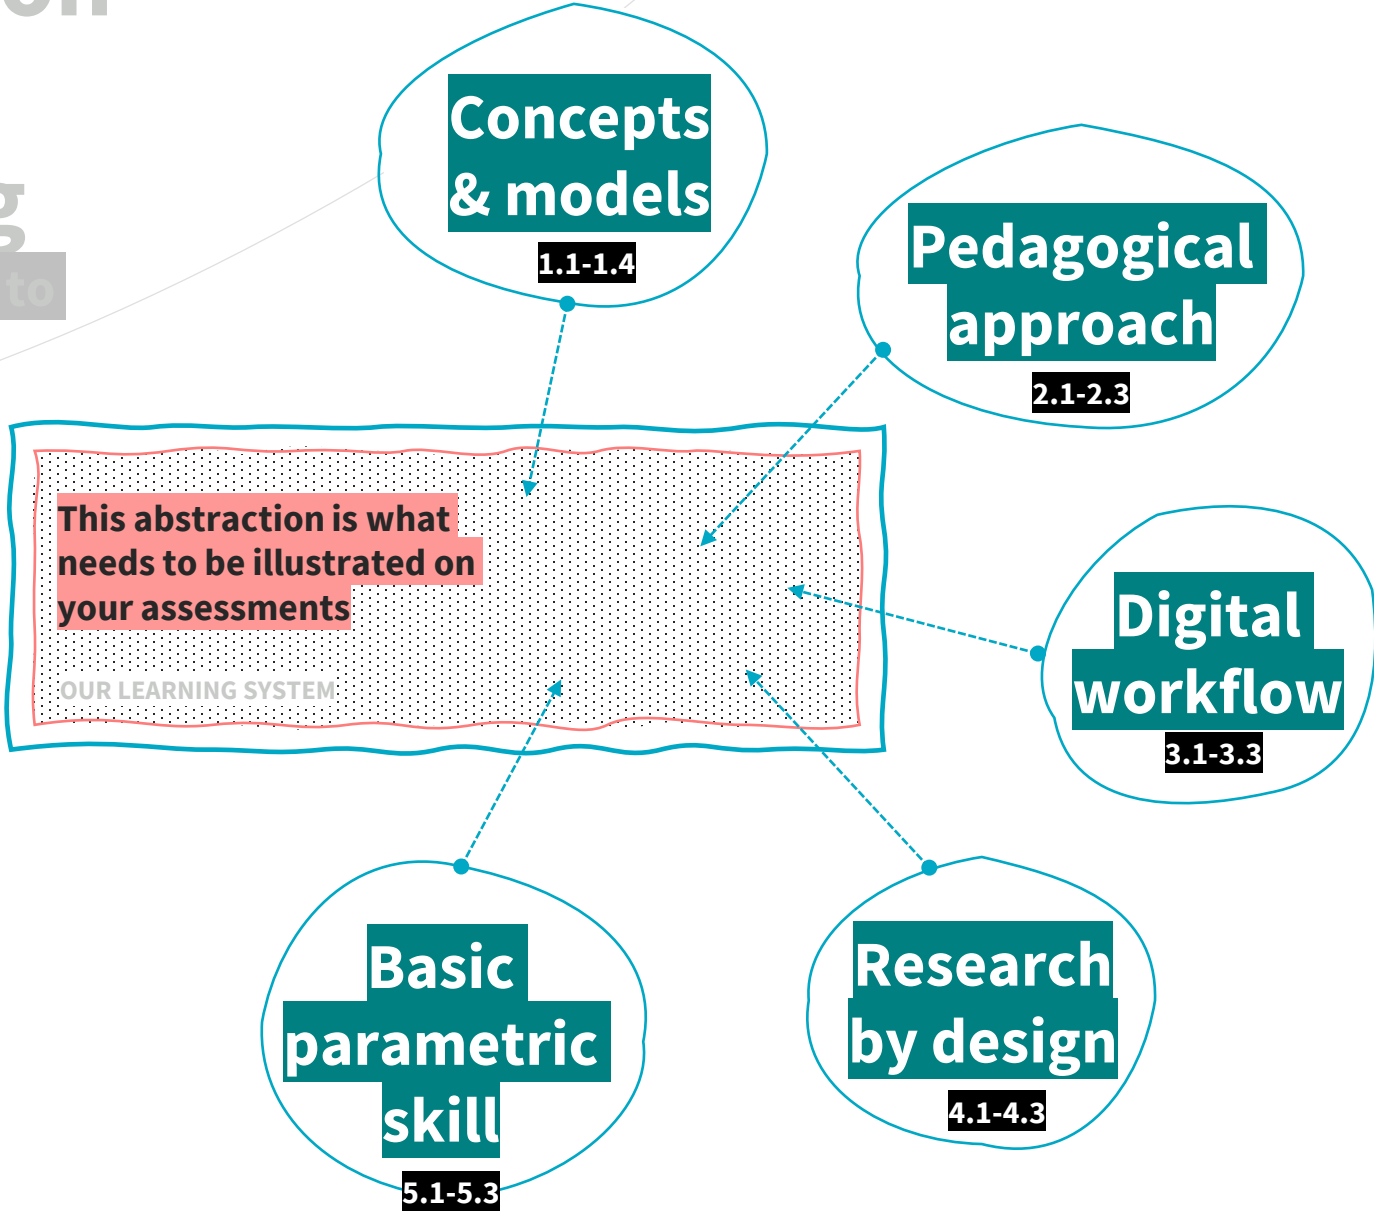 Concepts
& models
1.1-1.4
Pedagogical
approach
2.1-2.3
to
This abstraction is what
needs to be illustrated on
your assessments
OUR LEARNING SYSTEM
Digital
workflow
3.1-3.3
Basic
parametric
skill
5.1-5.3
Research
by design
4.1-4.3